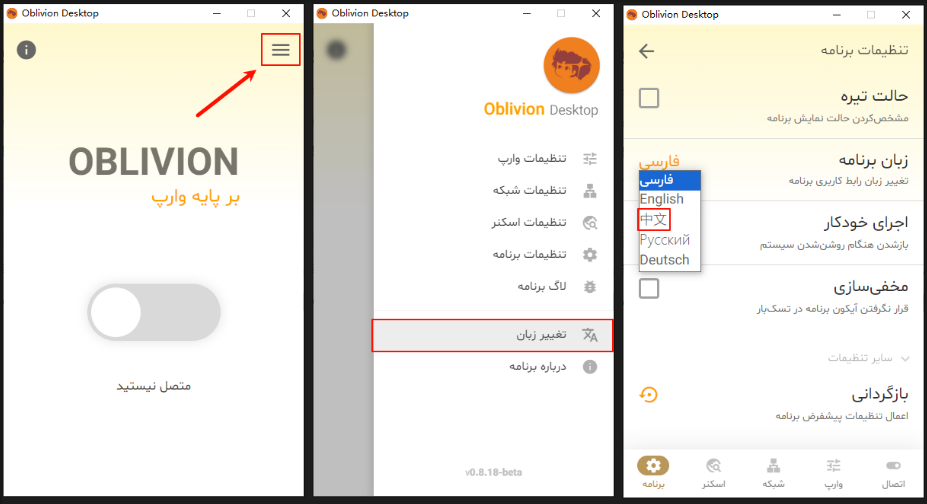 Oblivion Desktop
OBLIVION
بر پایه وارپ
متصل نیستید
Oblivion Desktop
Oblivion Desktop
تنظیمات وارپ
تنظیمات شبکه
تنظیمات اسکنر
تنظیمات برنامه
لاگ برنامه
تغییر زبان
درباره برنامه
v0.8.18-beta
Oblivion Desktop
تنظیمات برنامه
حالت تیره
مشخص‌کردن حالت نمایش برنامه
زبان برنامه
فارسی
تغییر زبان رابط کاربری برنامه
فارسی
English
中文
Русский
Deutsch
اجرای خودکار
بازشدن هنگام روشن‌شدن سیستم
مخفی‌سازی
قرار نگرفتن آیکون برنامه در تسک‌بار
سایر تنظیمات
بازگردانی
اعمال تنظیمات پیشفرض برنامه
اتصال
وارپ
شبکه
اسکنر
برنامه